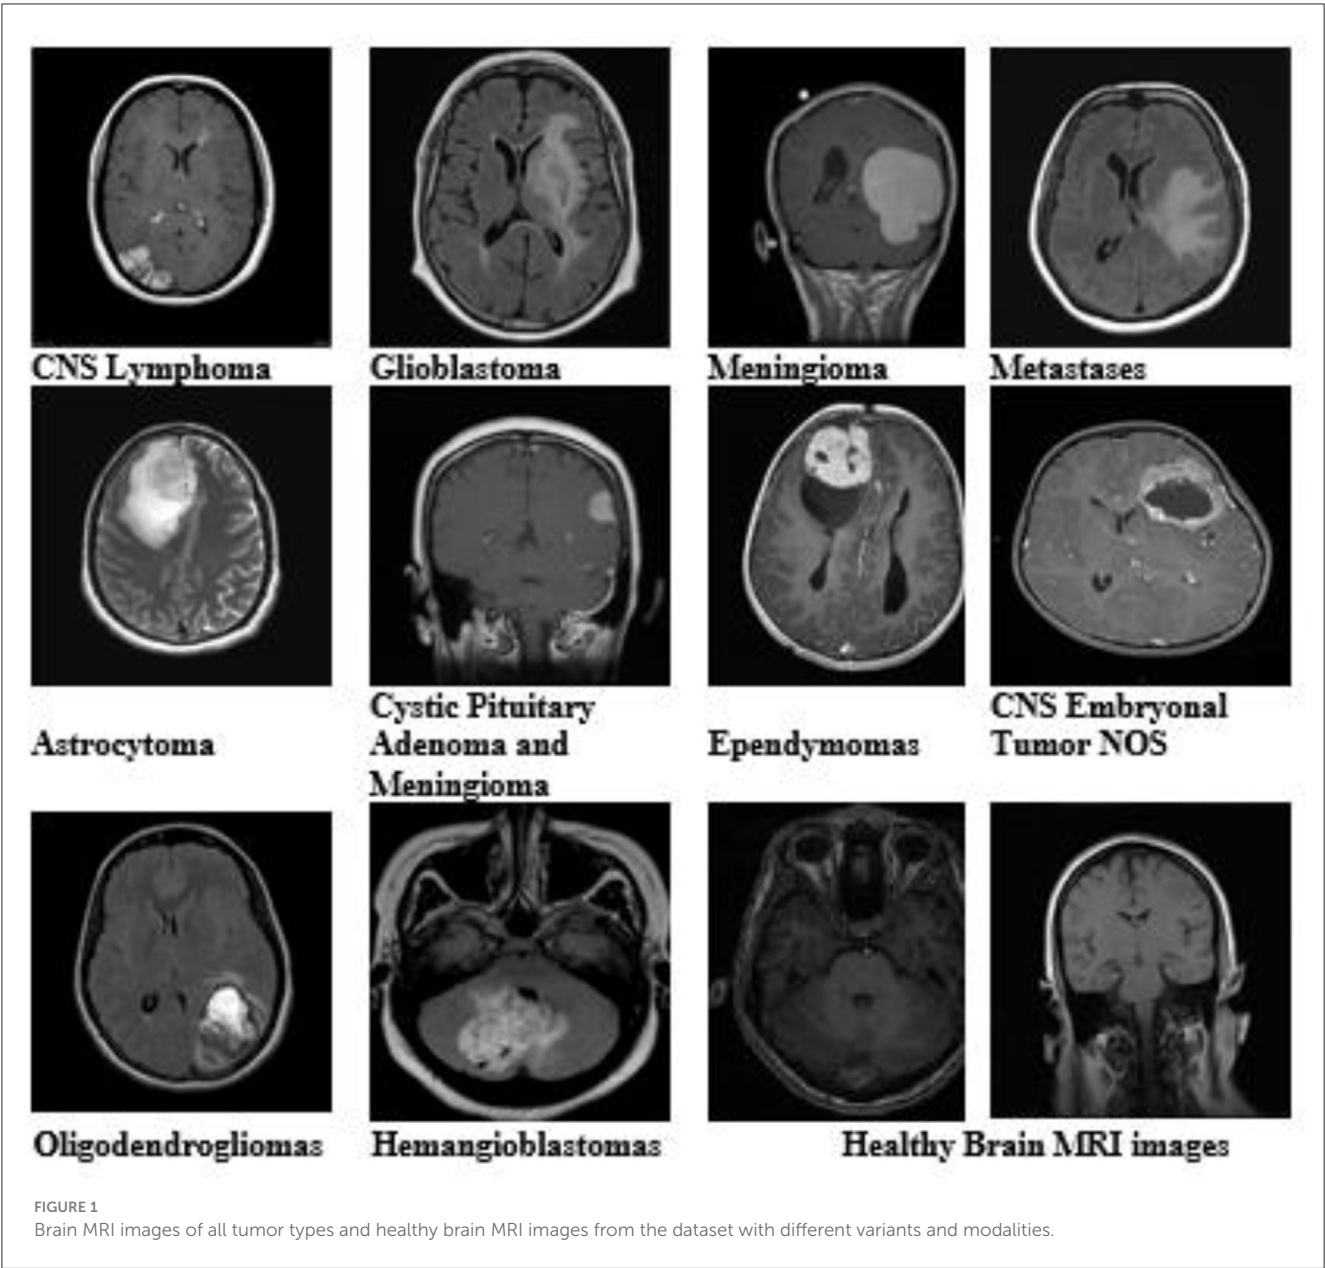 CNS Lymphoma
Glioblastoma
Meningioma
Metastases
Astrocytoma
Cystic Pituitary
Adenoma and
Meningioma
Ependymomas
CNS Embryonal
Tumor NOS
Oligodendrogliomas
Hemangioblastomas
Healthy Brain MRI images
FIGURE 1
Brain MRI images of all tumor types and healthy brain MRI images from the dataset with different variants and modalities.